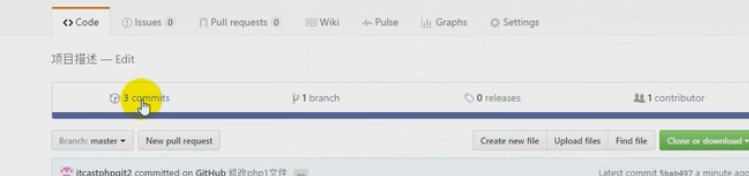 Code Issues 0 Pull requests 0 Wiki Pulse Graphs Settings
项目描述 — Edit
3 commits 1 branch 0 releases 1 contributor
Branch: master New pull request Create new file Upload files Find file Clone or download
itcastphpgit2 committed on GitHub 修改php1文件 ... Latest commit 5bab497 a minute ago